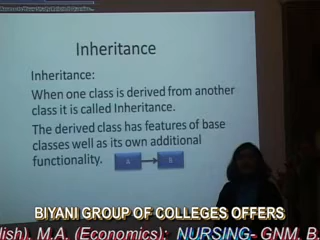 Inheritance
Inheritance:
When one class is derived from another
class it is called Inheritance.
The derived class has features of base
classes well as its own additional
functionality.
A
B
BIYANI GROUP OF COLLEGES OFFERS
lish), M.A. (Economics); NURSING- GNM, B.